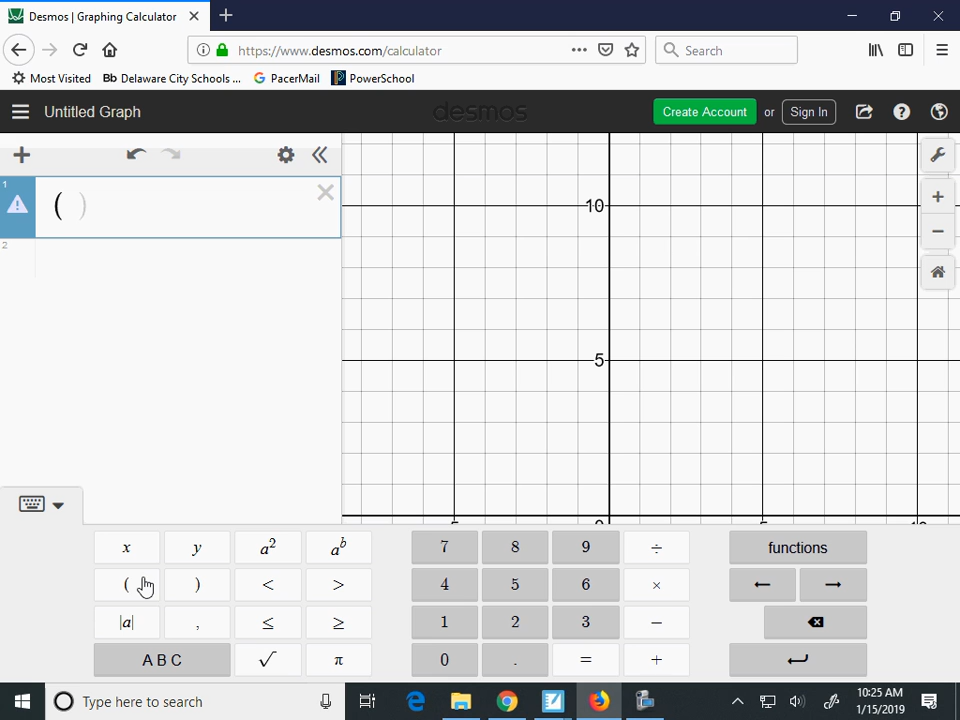 Desmos | Graphing Calculator
https://www.desmos.com/calculator
Search
Most Visited
Bb Delaware City Schools ...
PacerMail
PowerSchool
Untitled Graph
desmos
Create Account
or
Sign In
1
( )
2
10
5
x y a² aᵇ 7 8 9 ÷ functions
( ) < > 4 5 6 × ← →
|a| , ≤ ≥ 1 2 3 −
A B C √ π 0 . = +
Type here to search
10:25 AM
1/15/2019